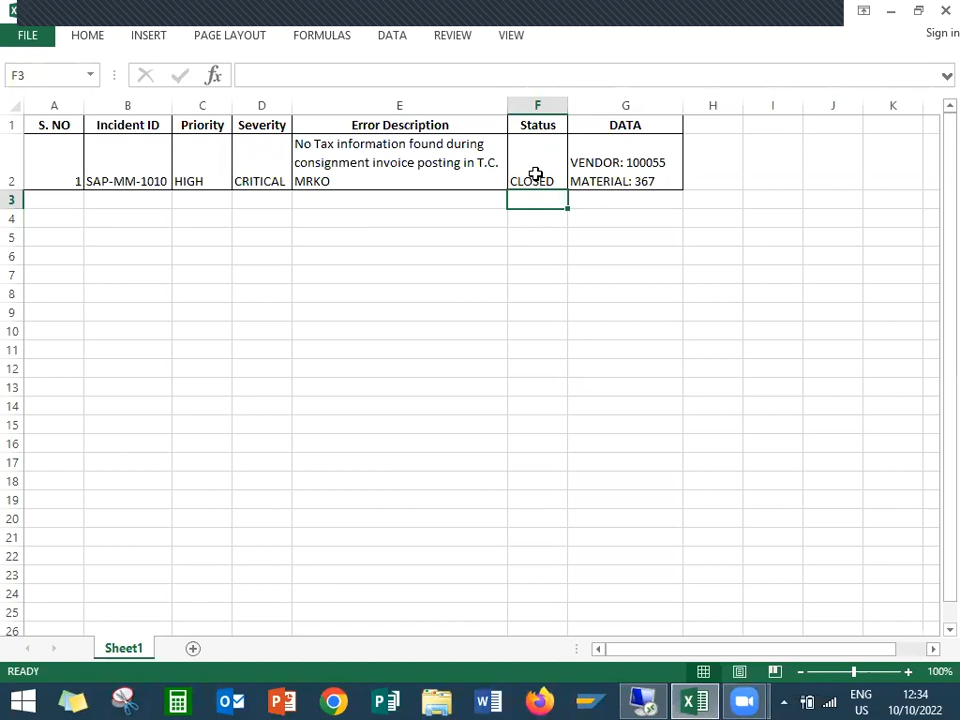 Sign in
FILE HOME INSERT PAGE LAYOUT FORMULAS DATA REVIEW VIEW
F3 fx
A B C D E F G H I J K
1 S. NO Incident ID Priority Severity Error Description Status DATA
No Tax information found during
consignment invoice posting in T.C. VENDOR: 100055
2 1 SAP-MM-1010 HIGH CRITICAL MRKO CLOSED MATERIAL: 367
3
4
5
6
7
8
9
10
11
12
13
14
15
16
17
18
19
20
21
22
23
24
25
26
Sheet1
READY 100%
ENG 12:34
US 10/10/2022